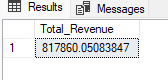 Results Messages
Total_Revenue
1 817860.05083847